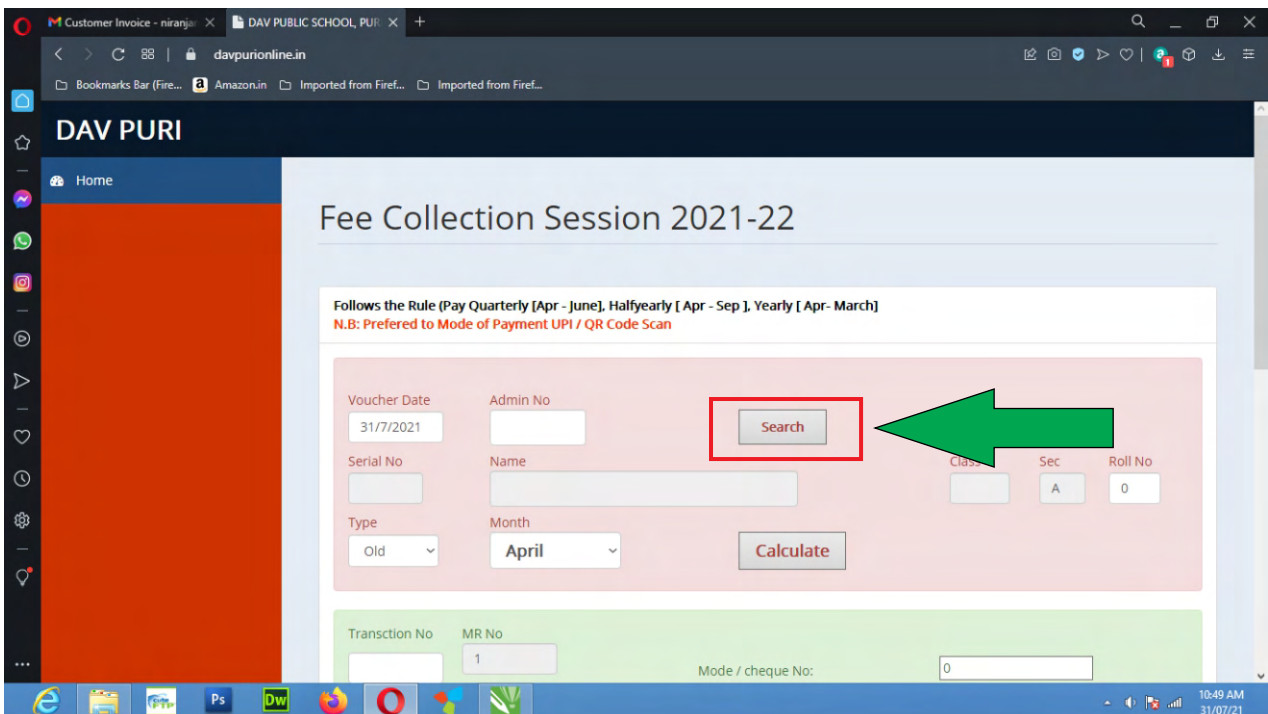 Customer Invoice - niranja
DAV PUBLIC SCHOOL, PUR
davpurionline.in
Bookmarks Bar (Fire...
Amazon.in
Imported from Firef...
Imported from Firef...
DAV PURI
Home
Fee Collection Session 2021-22
Follows the Rule (Pay Quarterly [Apr - June], Halfyearly [ Apr - Sep ], Yearly [ Apr- March]
N.B: Prefered to Mode of Payment UPI / QR Code Scan
Voucher Date Admin No
31/7/2021 Search
Serial No Name Class Sec Roll No
A 0
Type Month
Old April Calculate
Transction No MR No
1
Mode / cheque No: 0
Ps Dw
10:49 AM
31/07/21